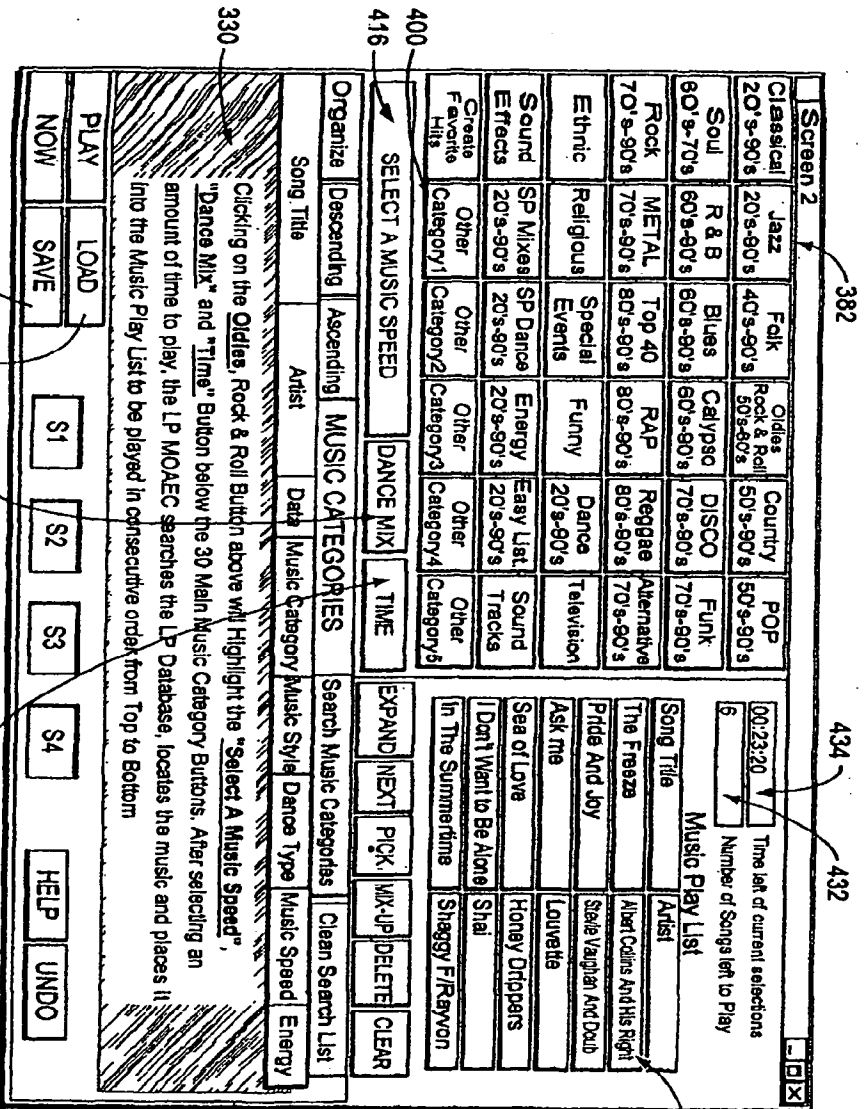 382
434
432
Screen 2
Classical 20's-90's
Jazz 20's-90's
Folk 40's-90's
Oldies Rock & Roll 50's-60's
Country 50's-90's
POP 50's-90's
Soul 60's-70's
R & B 60's-90's
Blues 60's-90's
Calypso 60's-90's
DISCO 70's-90's
Funk 70's-90's
Rock 70's-90's
METAL 70's-90's
Top 40 80's-90's
RAP 80's-90's
Reggae 80's-90's
Alternative 70's-90's
Ethnic
Religious
Special Events
Funny
Dance 20's-90's
Television
Sound Effects
SP Mixes 20's-90's
SP Dance 20's-90's
Energy 20's-90's
Easy List. 20's-90's
Sound Tracks
Create Favorite Hits
Other Category1
Other Category2
Other Category3
Other Category4
Other Category5
00:23:20 Time left of current selections
6 Number of Songs left to Play
Music Play List
Song Title Artist
The Freeze Albert Collins And His Right
Pride And Joy Stevie Vaughan And Doub
Ask me Louvette
Sea of Love Honey Drippers
I Don't Want to Be Alone Shai
In The Summertime Shaggy F/Rayvon
400
416
SELECT A MUSIC SPEED DANCE MIX TIME EXPAND NEXT PICK. MIX-UP DELETE CLEAR
Organize Descending Ascending MUSIC CATEGORIES Search Music Categories Clean Search List
Song Title Artist Data Music Category Music Style Dance Type Music Speed Energy
330
Clicking on the Oldies, Rock & Roll Button above will Highlight the "Select A Music Speed",
"Dance Mix" and "Time" Button below the 30 Main Music Category Buttons. After selecting an
amount of time to play, the LP MOAEC searches the LP Database, locates the music and places it
into the Music Play List to be played in consecutive order from Top to Bottom
PLAY NOW
LOAD
SAVE
S1 S2 S3 S4 HELP UNDO